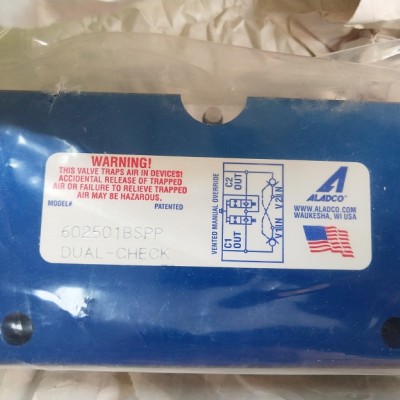 WARNING!
THIS VALVE TRAPS AIR IN DEVICES!
ACCIDENTAL RELEASE OF TRAPPED
AIR OR FAILURE TO RELIEVE TRAPPED
AIR MAY BE HAZARDOUS.
MODEL# PATENTED
602501BSPP
DUAL-CHECK
VENTED MANUAL OVERRIDE
C2
OUT
C1
OUT
V1 IN
V2 IN
ALADCO®
WWW.ALADCO.COM
WAUKESHA, WI USA